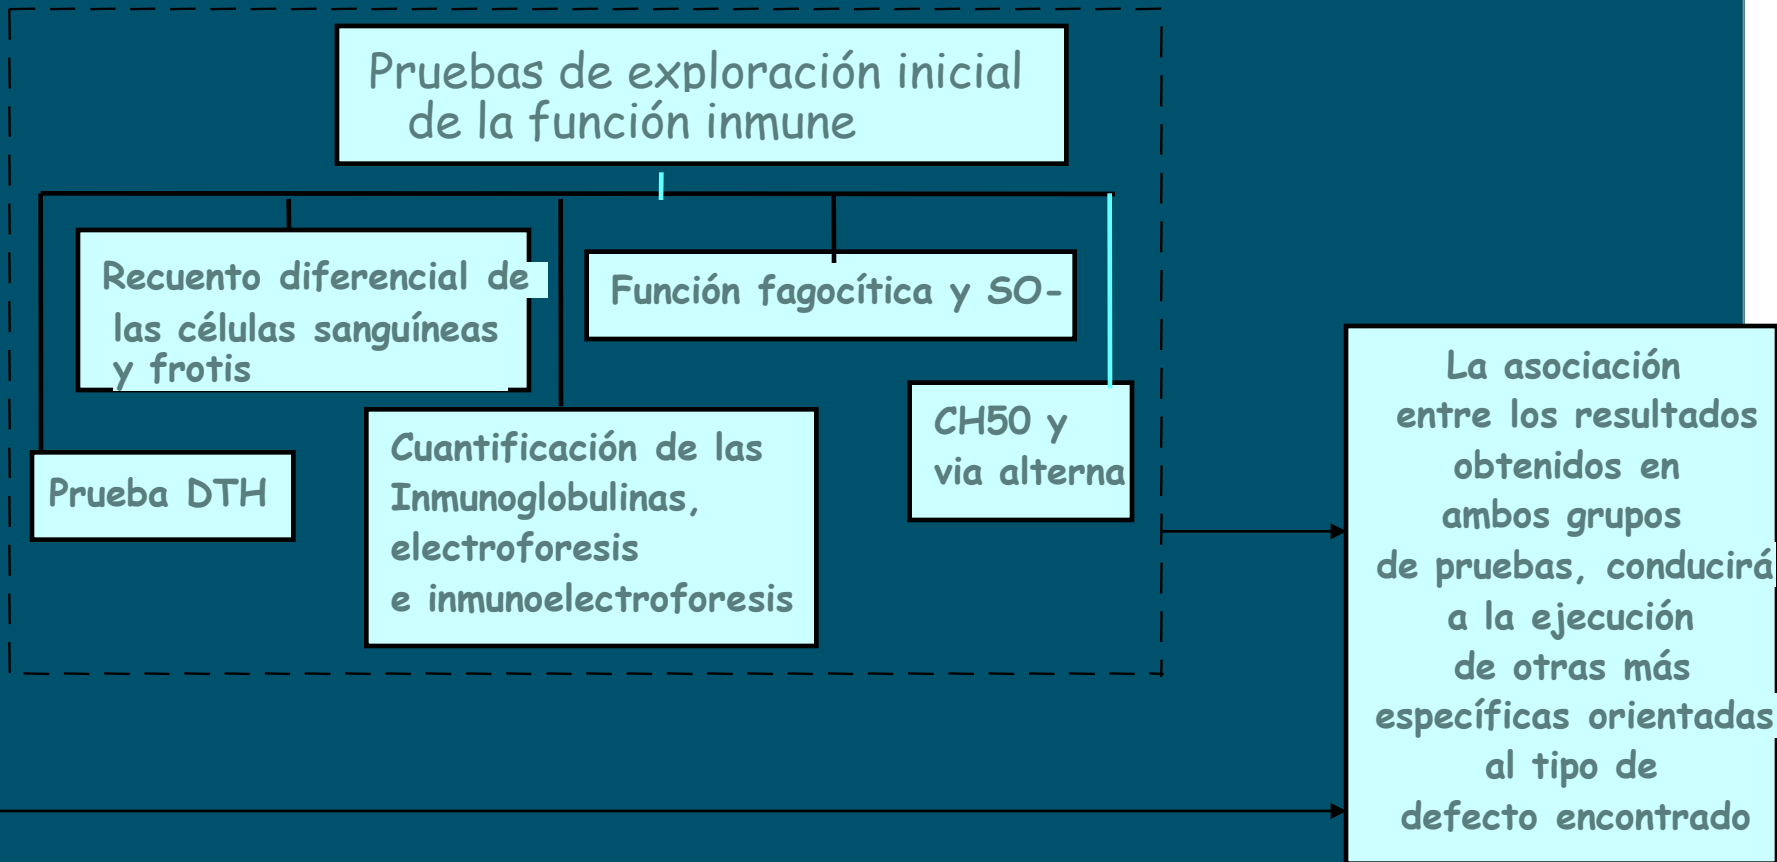 Pruebas de exploración inicial
de la función inmune
Recuento diferencial de
las células sanguíneas
y frotis
Función fagocítica y SO-
CH50 y
via alterna
Prueba DTH
Cuantificación de las
Inmunoglobulinas,
electroforesis
e inmunoelectroforesis
La asociación
entre los resultados
obtenidos en
ambos grupos
de pruebas, conducirá
a la ejecución
de otras más
específicas orientadas
al tipo de
defecto encontrado